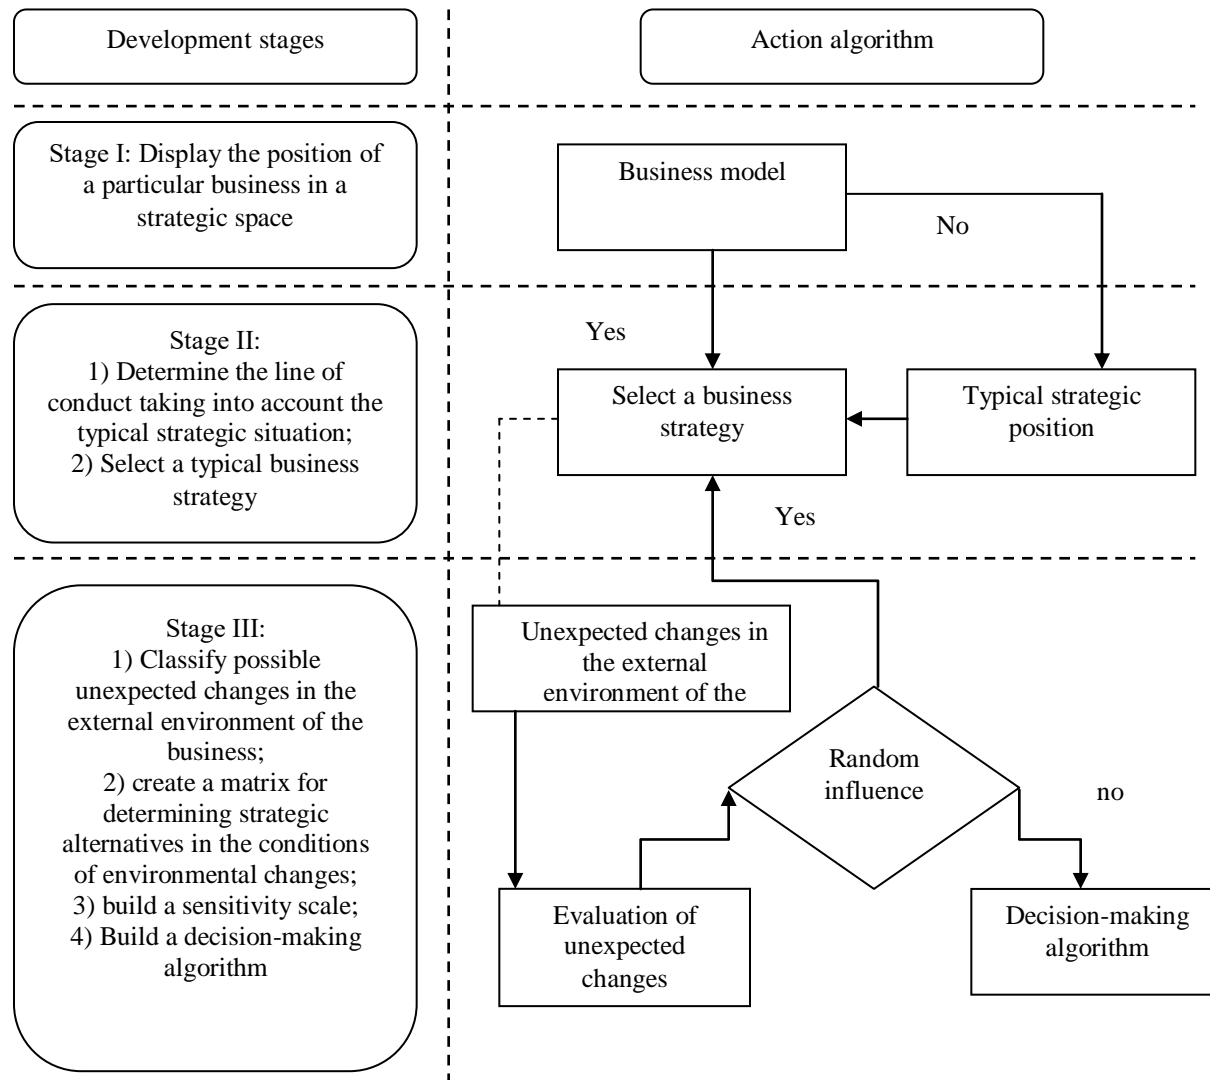 Development stages
Action algorithm
Stage I: Display the position of
a particular business in a
strategic space
Business model
No
Stage II:
1) Determine the line of
conduct taking into account the
typical strategic situation;
2) Select a typical business
strategy
Yes
Select a business
strategy
Typical strategic
position
Yes
Stage III:
1) Classify possible
unexpected changes in the
external environment of the
business;
2) create a matrix for
determining strategic
alternatives in the conditions
of environmental changes;
3) build a sensitivity scale;
4) Build a decision-making
algorithm
Unexpected changes in
the external
environment of the
Random
influence
no
Evaluation of
unexpected
changes
Decision-making
algorithm